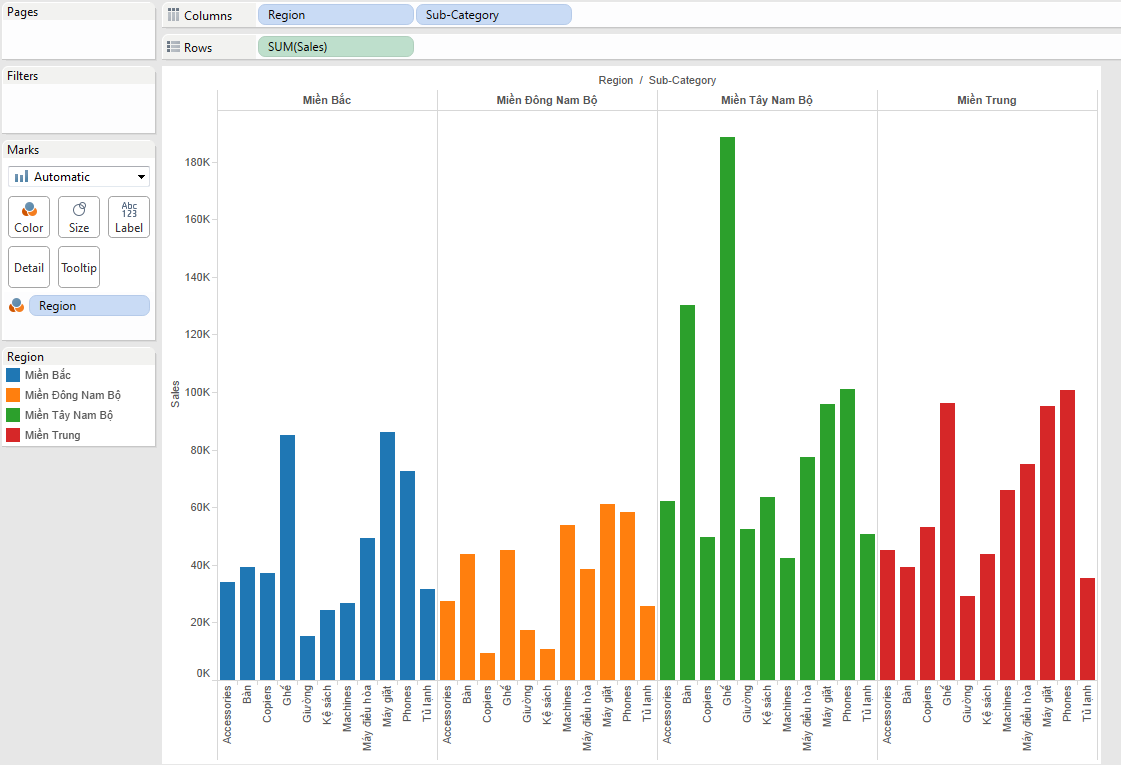 Pages
Columns
Region
Sub-Category
Rows
SUM(Sales)
Filters
Marks
Automatic
Color
Size
Abc
123
Label
Detail
Tooltip
Region
Region
Miền Bắc
Miền Đông Nam Bộ
Miền Tây Nam Bộ
Miền Trung
Region / Sub-Category
Miền Bắc
Miền Đông Nam Bộ
Miền Tây Nam Bộ
Miền Trung
Sales
180K
160K
140K
120K
100K
80K
60K
40K
20K
0K
Accessories
Bàn
Copiers
Ghế
Giường
Kệ sách
Machines
Máy điều hòa
Máy giặt
Phones
Tủ lạnh
Accessories
Bàn
Copiers
Ghế
Giường
Kệ sách
Machines
Máy điều hòa
Máy giặt
Phones
Tủ lạnh
Accessories
Bàn
Copiers
Ghế
Giường
Kệ sách
Machines
Máy điều hòa
Máy giặt
Phones
Tủ lạnh
Accessories
Bàn
Copiers
Ghế
Giường
Kệ sách
Machines
Máy điều hòa
Máy giặt
Phones
Tủ lạnh